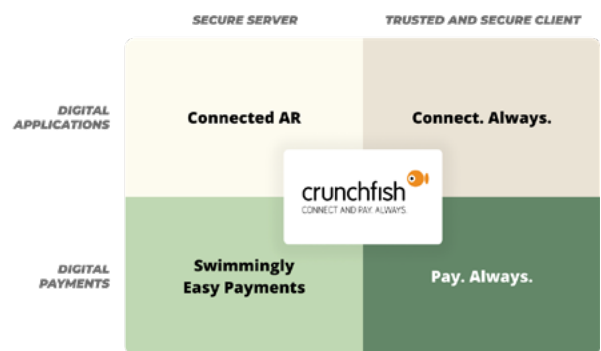 SECURE SERVER
TRUSTED AND SECURE CLIENT
DIGITAL
APPLICATIONS
Connected AR
Connect. Always.
crunchfish
CONNECT AND PAY. ALWAYS.
DIGITAL
PAYMENTS
Swimmingly
Easy Payments
Pay. Always.